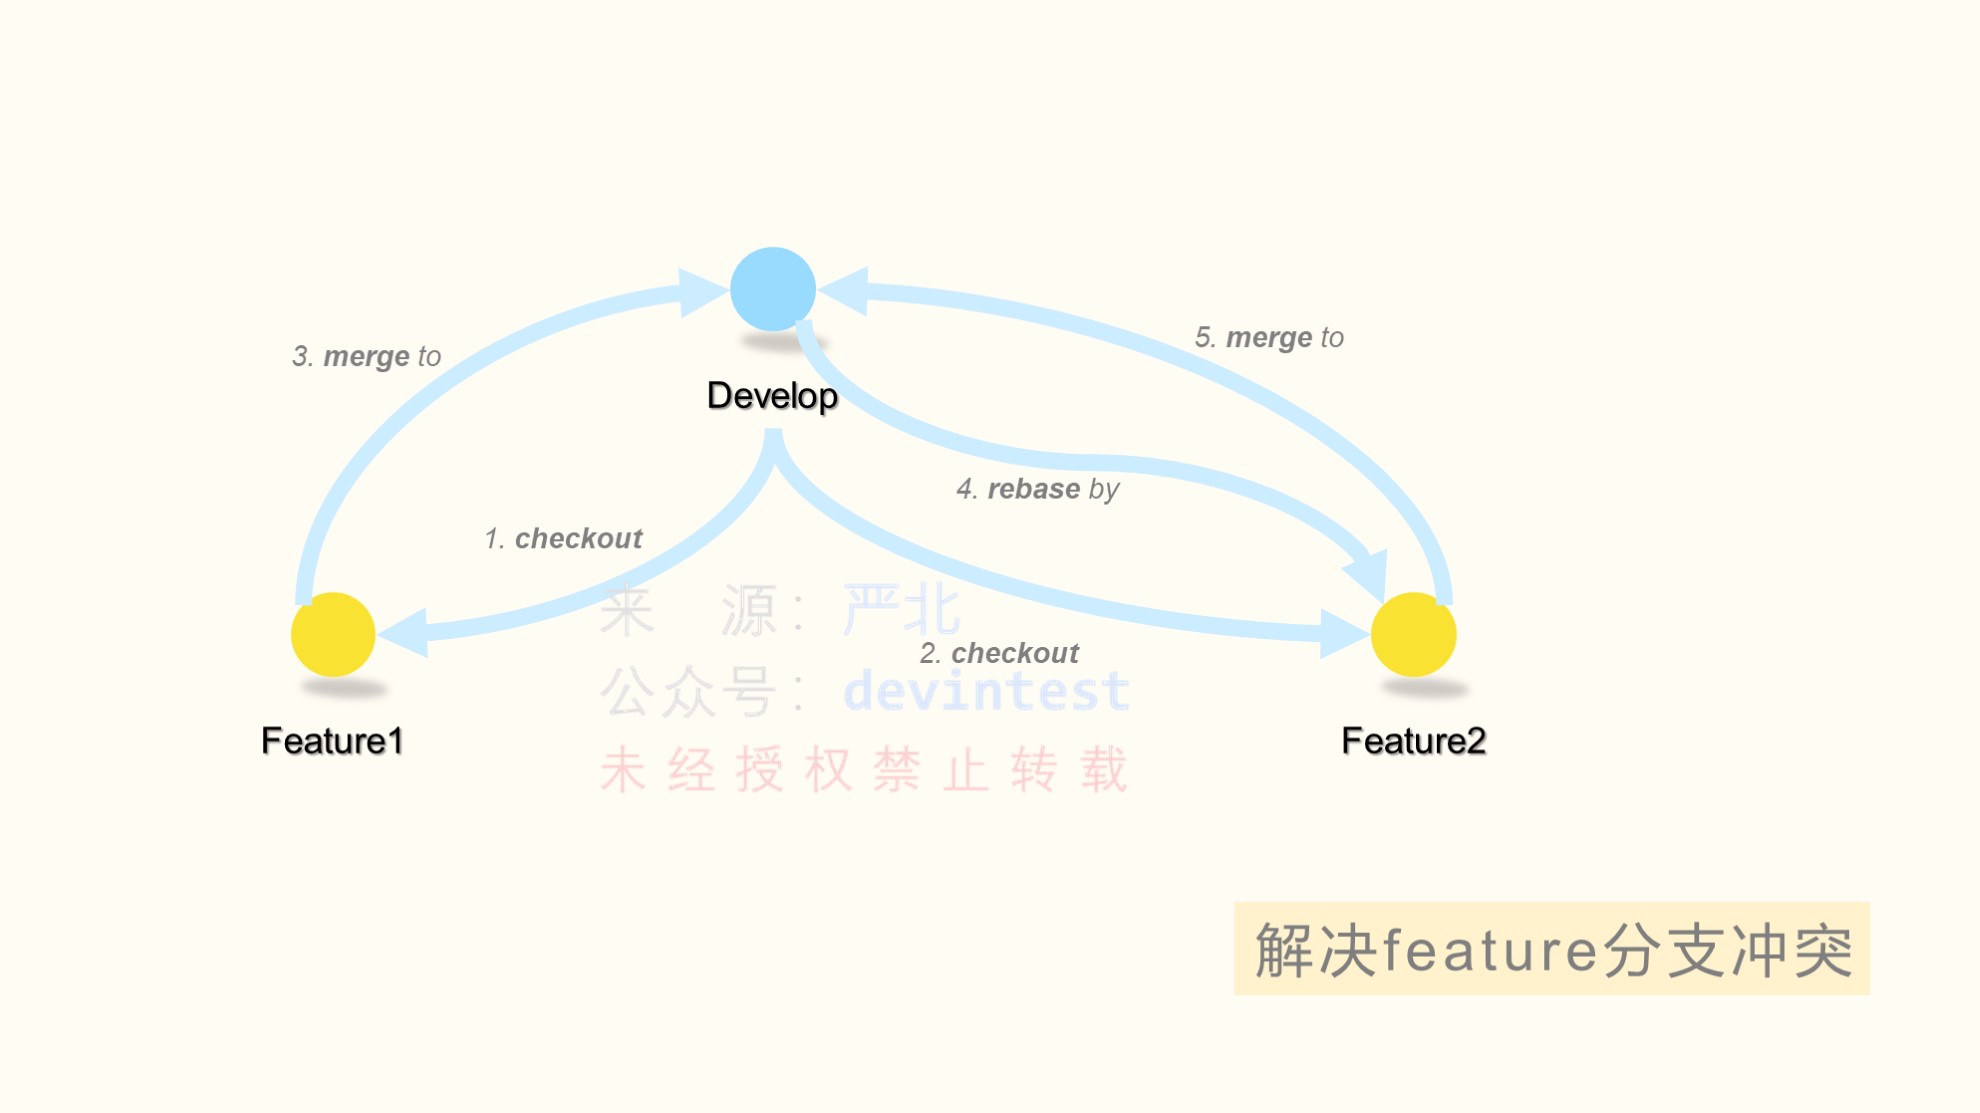 3. merge to
5. merge to
Develop
4. rebase by
1. checkout
来 源：严北
2. checkout
公众号：devintest
Feature1
Feature2
未经授权禁止转载
解决feature分支冲突